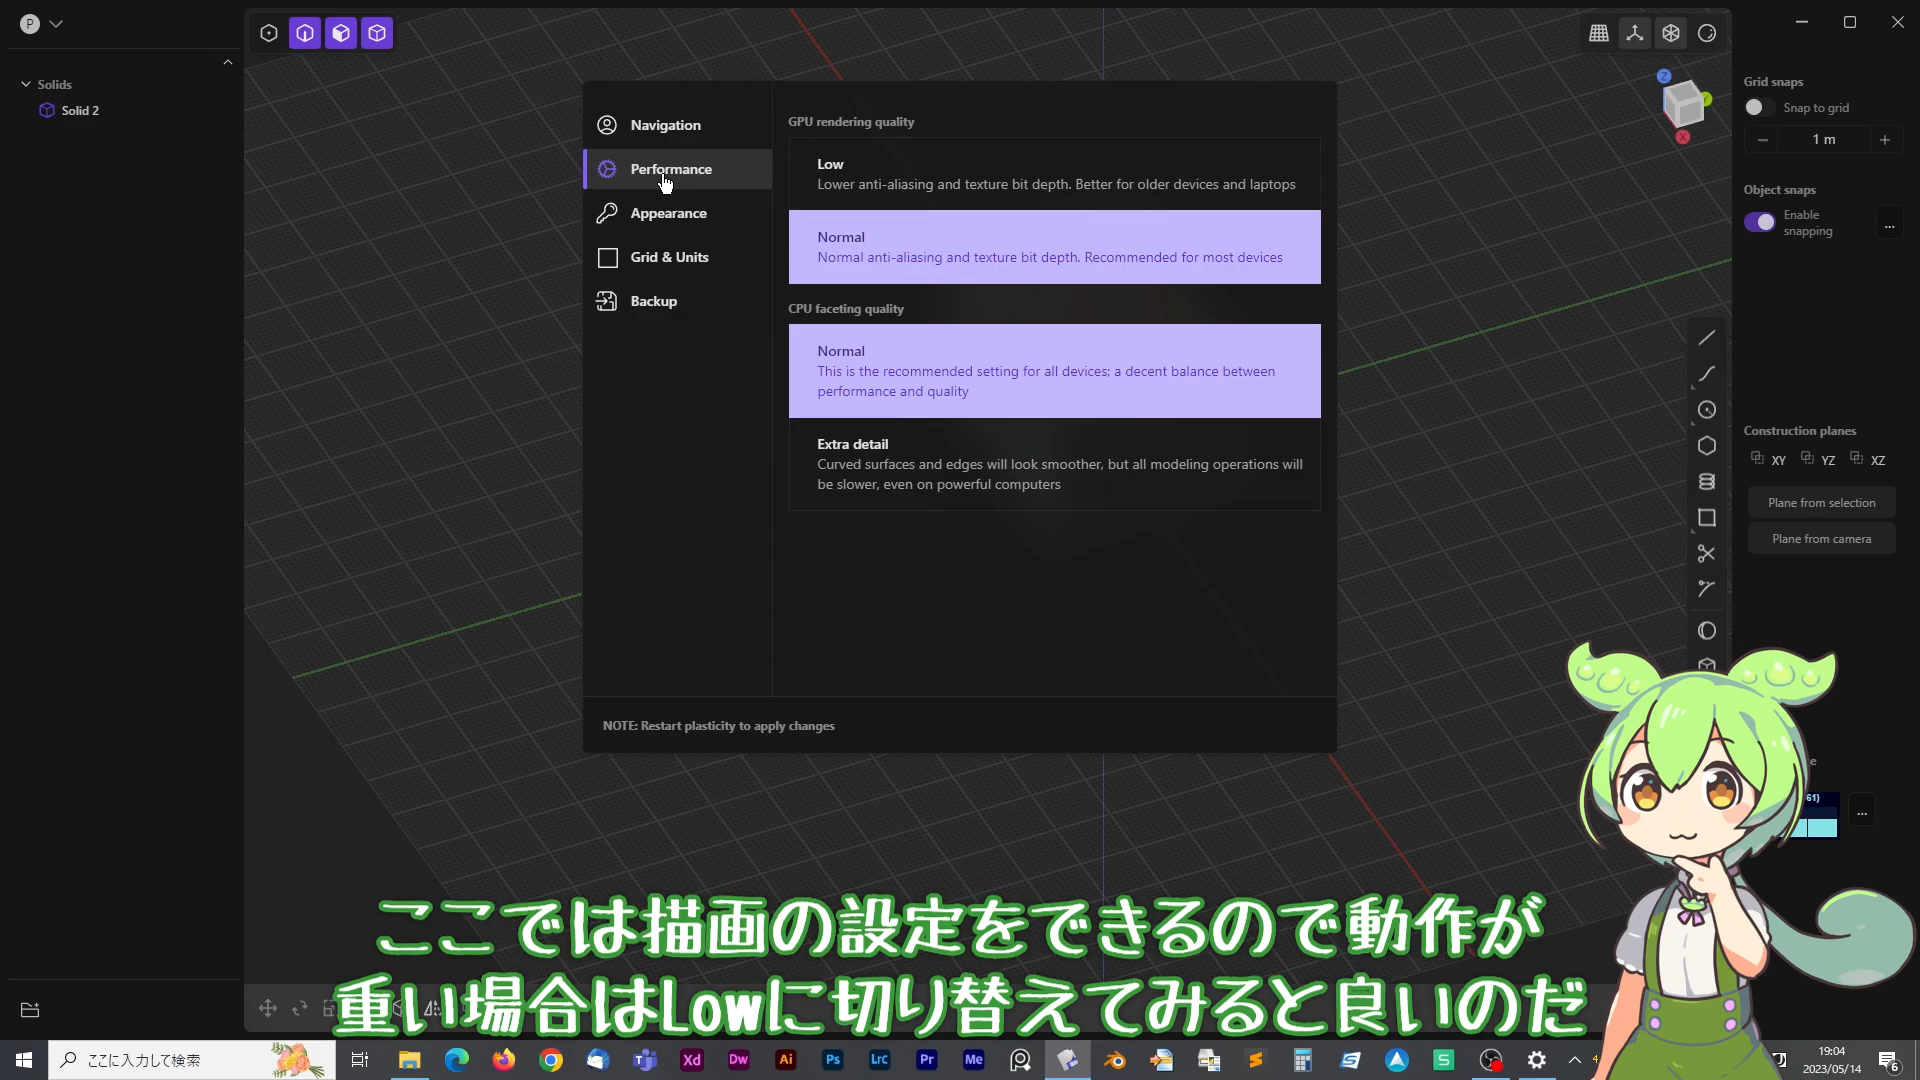 P
Solids
Solid 2
Navigation
Performance
Appearance
Grid & Units
Backup
GPU rendering quality
Low
Lower anti-aliasing and texture bit depth. Better for older devices and laptops
Normal
Normal anti-aliasing and texture bit depth. Recommended for most devices
CPU faceting quality
Normal
This is the recommended setting for all devices; a decent balance between
performance and quality
Extra detail
Curved surfaces and edges will look smoother, but all modeling operations will
be slower, even on powerful computers
NOTE: Restart plasticity to apply changes
Z
X
Grid snaps
Snap to grid
1 m
Object snaps
Enable
snapping
...
Construction planes
XY YZ XZ
Plane from selection
Plane from camera
e
61)
...
ここでは描画の設定をできるので動作が
重い場合はLowに切り替えてみると良いのだ
ここに入力して検索
Xd Dw Ai Ps Lrc Pr Me
S
19:04
2023/05/14
6